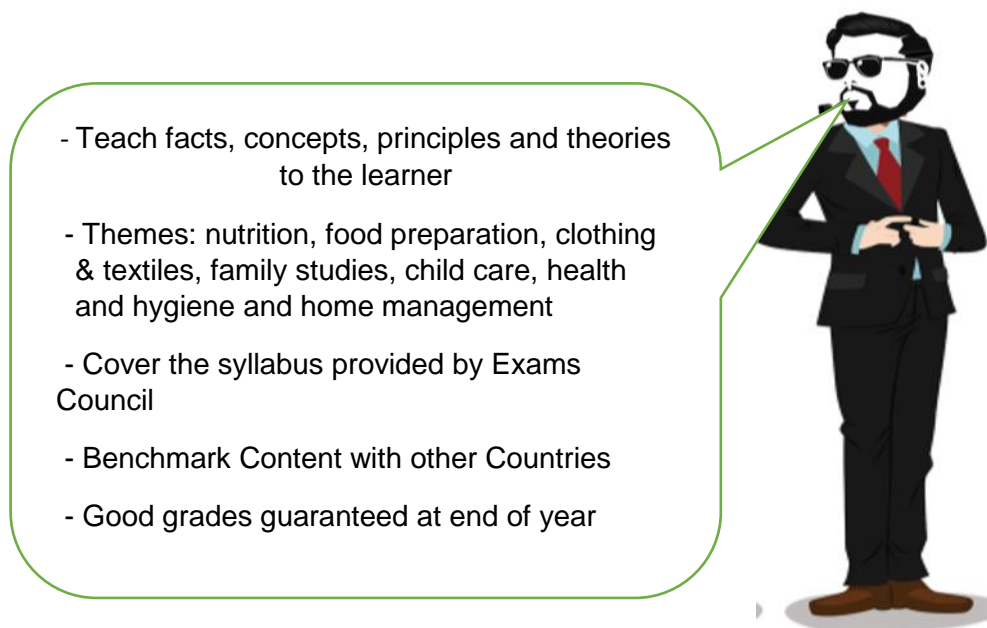 - Teach facts, concepts, principles and theories
to the learner
- Themes: nutrition, food preparation, clothing
& textiles, family studies, child care, health
and hygiene and home management
- Cover the syllabus provided by Exams
Council
- Benchmark Content with other Countries
- Good grades guaranteed at end of year